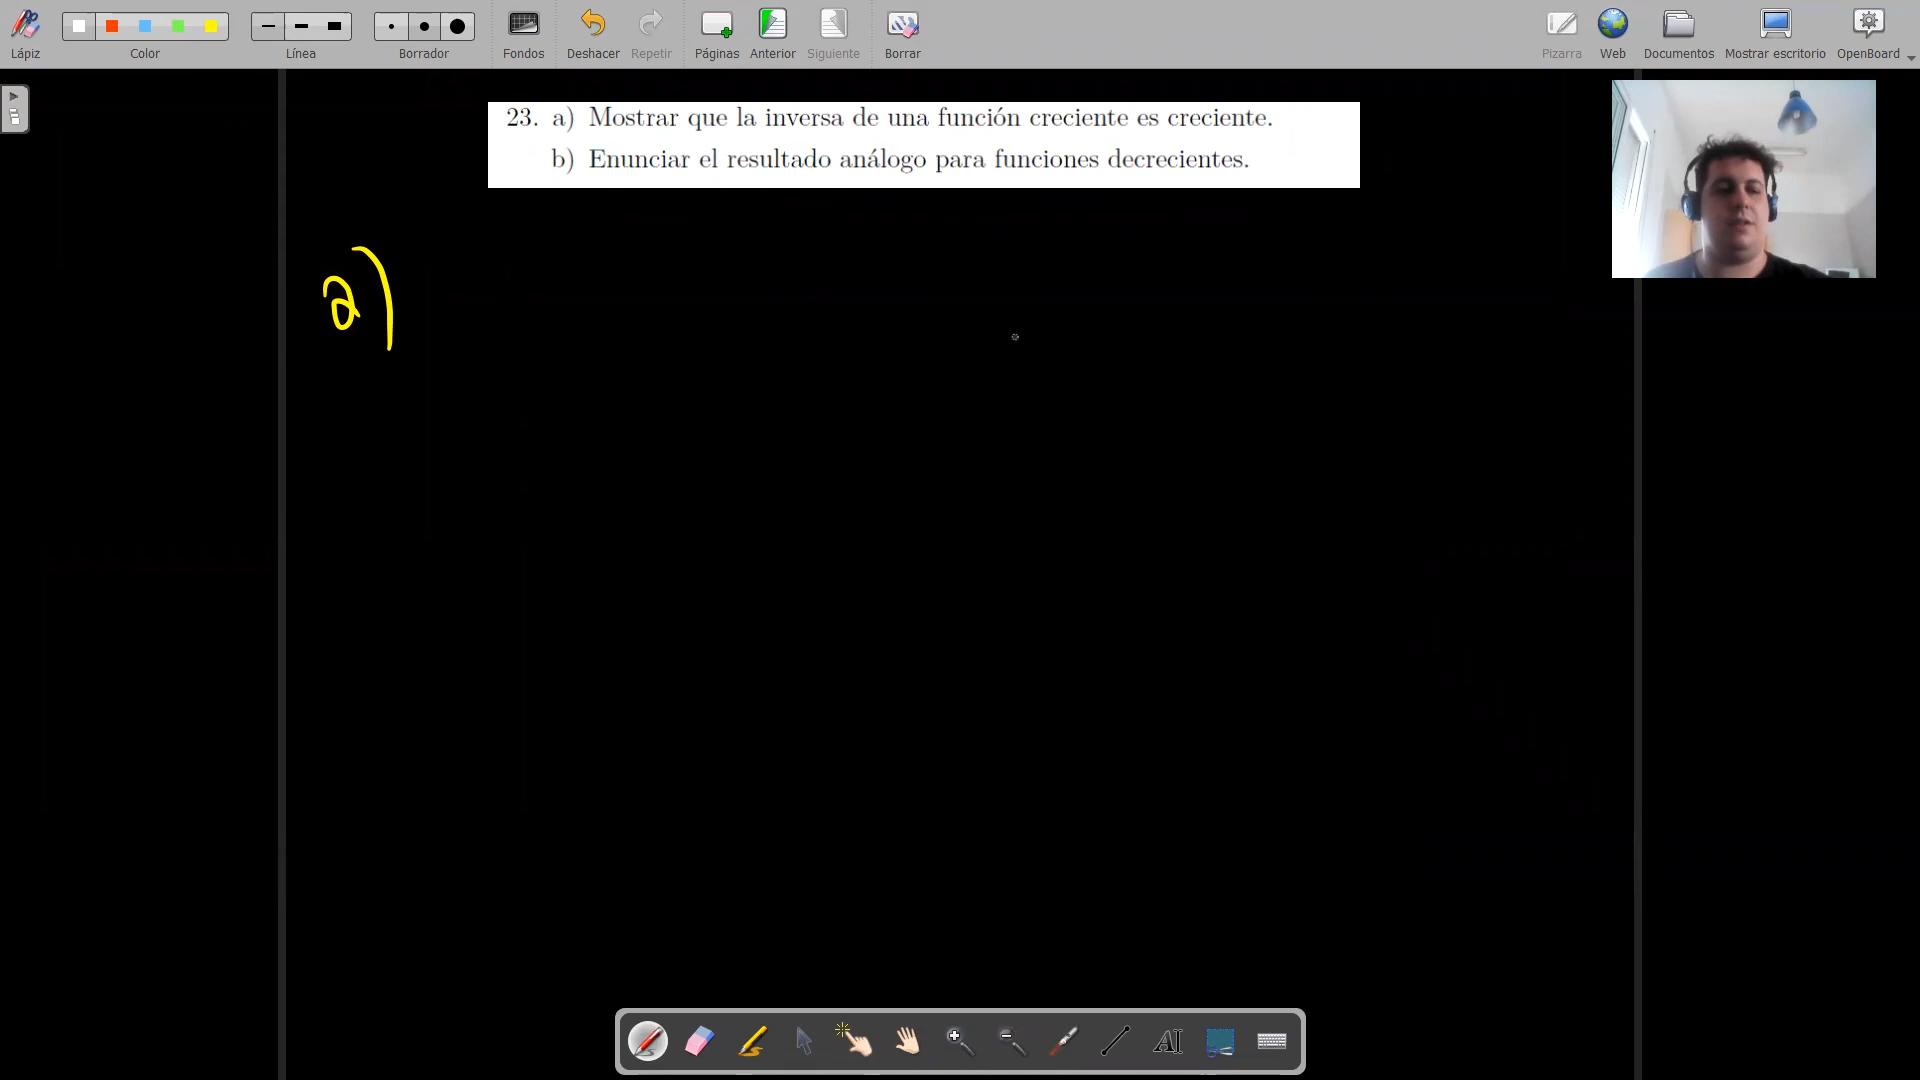 Lápiz Color Línea Borrador Fondos Deshacer Repetir Páginas Anterior Siguiente Borrar Pizarra Web Documentos Mostrar escritorio OpenBoard
23. a) Mostrar que la inversa de una función creciente es creciente.
b) Enunciar el resultado análogo para funciones decrecientes.
a)
AI